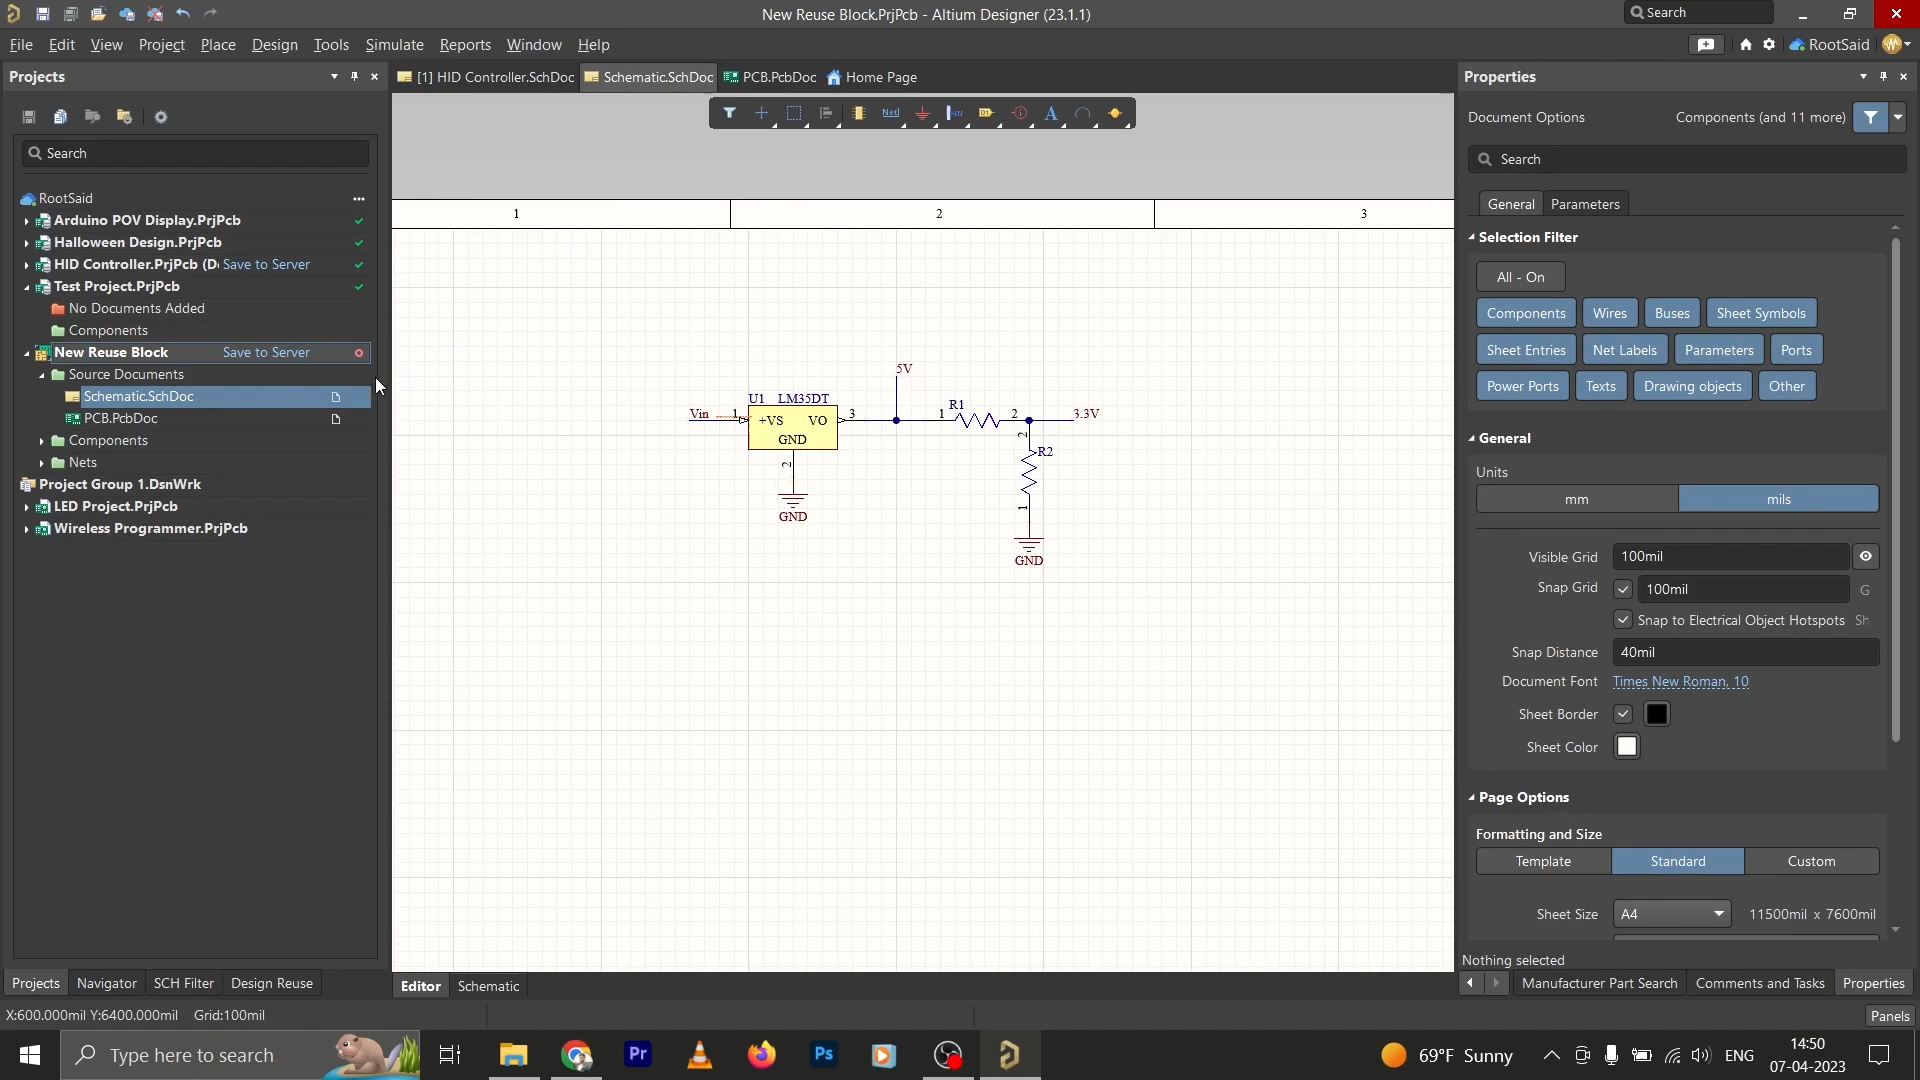 New Reuse Block.PrjPcb - Altium Designer (23.1.1)
Search
File Edit View Project Place Design Tools Simulate Reports Window Help
RootSaid
Projects
[1] HID Controller.SchDoc
Schematic.SchDoc
PCB.PcbDoc
Home Page
Properties
Net
A
Document Options
Components (and 11 more)
Search
Search
RootSaid
Arduino POV Display.PrjPcb
Halloween Design.PrjPcb
HID Controller.PrjPcb (D
Save to Server
Test Project.PrjPcb
No Documents Added
Components
New Reuse Block
Save to Server
Source Documents
Schematic.SchDoc
PCB.PcbDoc
Components
Nets
Project Group 1.DsnWrk
LED Project.PrjPcb
Wireless Programmer.PrjPcb
1
2
3
5V
U1 LM35DT
Vin
1
+VS VO
GND
3
2
GND
R1
1
2
3.3V
2
R2
1
GND
General
Parameters
Selection Filter
All - On
Components
Wires
Buses
Sheet Symbols
Sheet Entries
Net Labels
Parameters
Ports
Power Ports
Texts
Drawing objects
Other
General
Units
mm
mils
Visible Grid
100mil
Snap Grid
100mil
G
Snap to Electrical Object Hotspots
Sh
Snap Distance
40mil
Document Font
Times New Roman, 10
Sheet Border
Sheet Color
Page Options
Formatting and Size
Template
Standard
Custom
Sheet Size
A4
11500mil x 7600mil
Nothing selected
Projects
Navigator
SCH Filter
Design Reuse
Editor
Schematic
Manufacturer Part Search
Comments and Tasks
Properties
X:600.000mil Y:6400.000mil Grid:100mil
Panels
Type here to search
Pr
Ps
69°F Sunny
ENG
14:50
07-04-2023